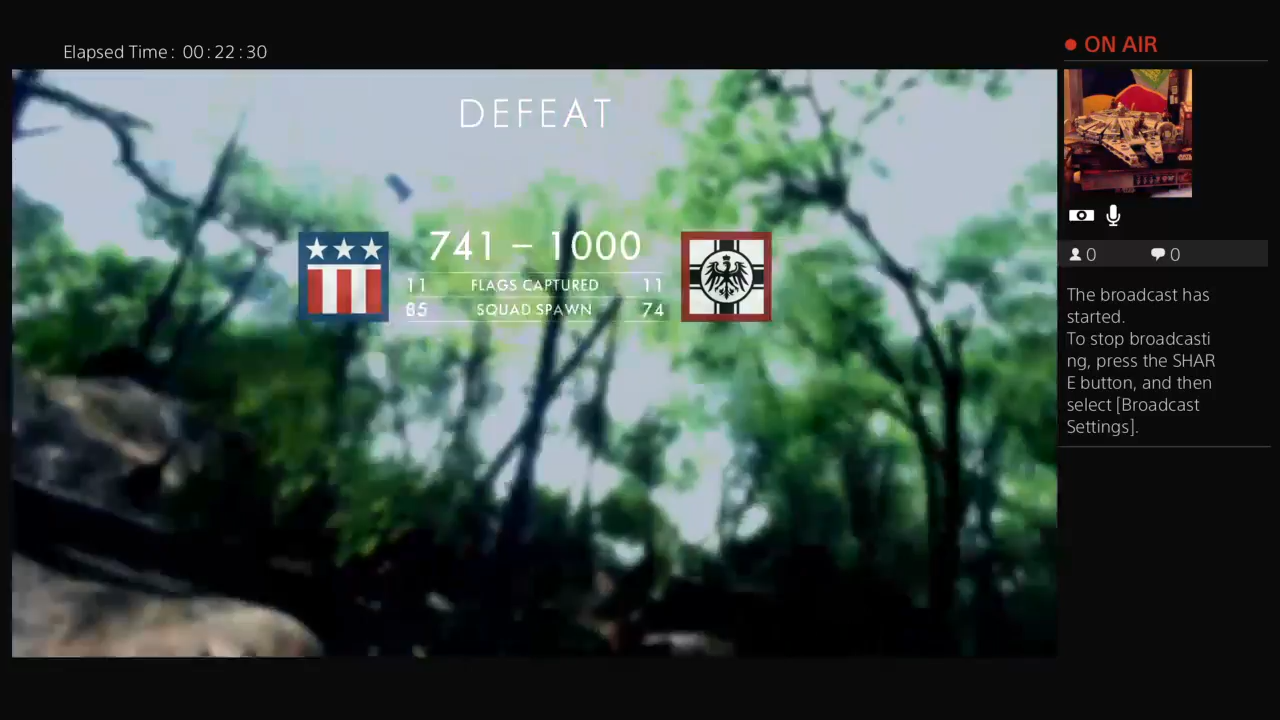 Elapsed Time: 00:22:30
ON AIR
DEFEAT
741 – 1000
11 FLAGS CAPTURED 11
85 SQUAD SPAWN 74
0 0
The broadcast has
started.
To stop broadcasti
ng, press the SHAR
E button, and then
select [Broadcast
Settings].